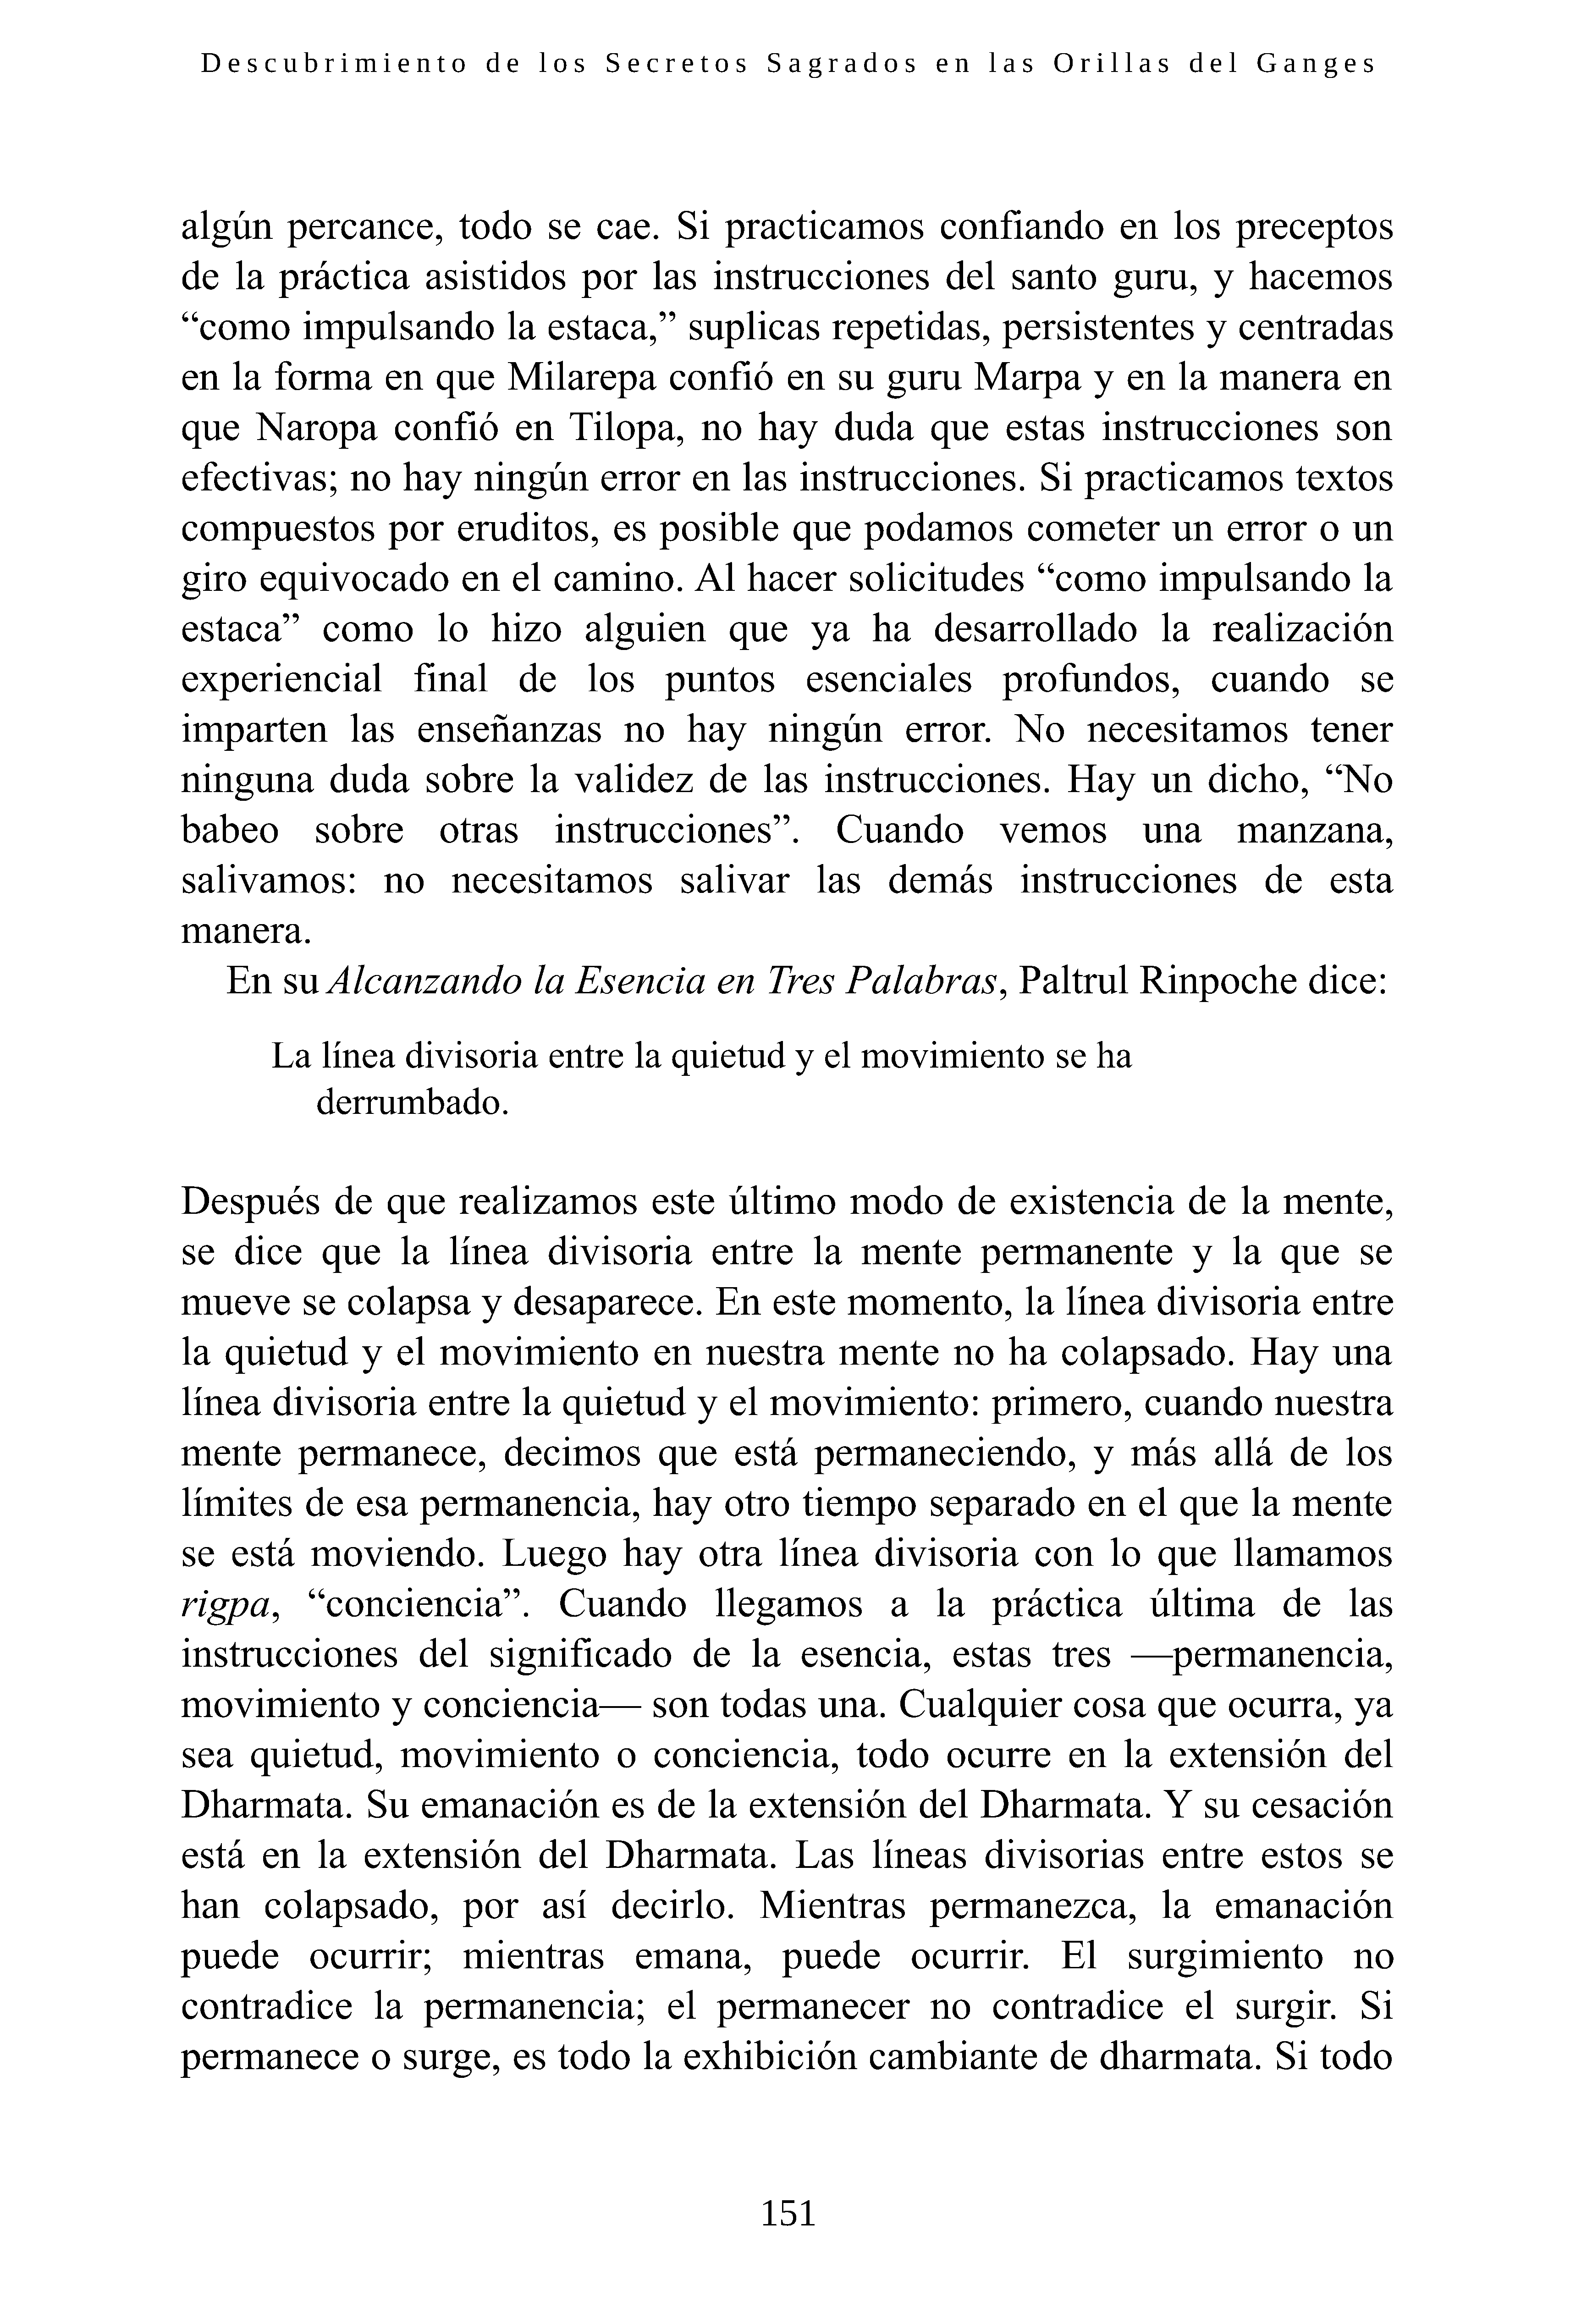 Descubrimiento de los Secretos Sagrados en las Orillas del Ganges
algún percance, todo se cae. Si practicamos confiando en los preceptos
de la práctica asistidos por las instrucciones del santo guru, y hacemos
“como impulsando la estaca,” suplicas repetidas, persistentes y centradas
en la forma en que Milarepa confió en su guru Marpa y en la manera en
que Naropa confió en Tilopa, no hay duda que estas instrucciones son
efectivas; no hay ningún error en las instrucciones. Si practicamos textos
compuestos por eruditos, es posible que podamos cometer un error o un
giro equivocado en el camino. Al hacer solicitudes “como impulsando la
estaca” como lo hizo alguien que ya ha desarrollado la realización
experiencial final de los puntos esenciales profundos, cuando se
imparten las enseñanzas no hay ningún error. No necesitamos tener
ninguna duda sobre la validez de las instrucciones. Hay un dicho, “No
babeo sobre otras instrucciones”. Cuando vemos una manzana,
salivamos: no necesitamos salivar las demás instrucciones de esta
manera.
En su Alcanzando la Esencia en Tres Palabras, Paltrul Rinpoche dice:
La línea divisoria entre la quietud y el movimiento se ha
derrumbado.
Después de que realizamos este último modo de existencia de la mente,
se dice que la línea divisoria entre la mente permanente y la que se
mueve se colapsa y desaparece. En este momento, la línea divisoria entre
la quietud y el movimiento en nuestra mente no ha colapsado. Hay una
línea divisoria entre la quietud y el movimiento: primero, cuando nuestra
mente permanece, decimos que está permaneciendo, y más allá de los
límites de esa permanencia, hay otro tiempo separado en el que la mente
se está moviendo. Luego hay otra línea divisoria con lo que llamamos
rigpa, “conciencia”. Cuando llegamos a la práctica última de las
instrucciones del significado de la esencia, estas tres —permanencia,
movimiento y conciencia— son todas una. Cualquier cosa que ocurra, ya
sea quietud, movimiento o conciencia, todo ocurre en la extensión del
Dharmata. Su emanación es de la extensión del Dharmata. Y su cesación
está en la extensión del Dharmata. Las líneas divisorias entre estos se
han colapsado, por así decirlo. Mientras permanezca, la emanación
puede ocurrir; mientras emana, puede ocurrir. El surgimiento no
contradice la permanencia; el permanecer no contradice el surgir. Si
permanece o surge, es todo la exhibición cambiante de dharmata. Si todo
151